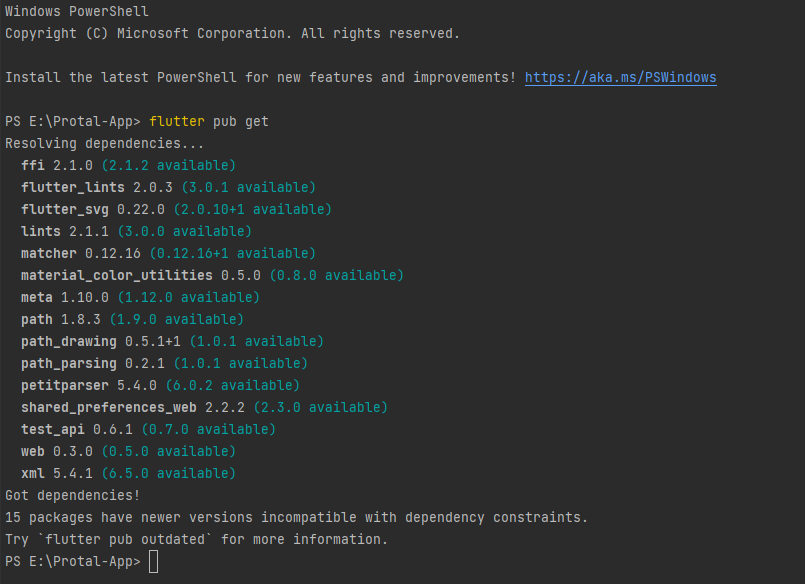 Windows PowerShell
Copyright (C) Microsoft Corporation. All rights reserved.
Install the latest PowerShell for new features and improvements! https://aka.ms/PSWindows
PS E:\Protal-App> flutter pub get
Resolving dependencies...
ffi 2.1.0 (2.1.2 available)
flutter_lints 2.0.3 (3.0.1 available)
flutter_svg 0.22.0 (2.0.10+1 available)
lints 2.1.1 (3.0.0 available)
matcher 0.12.16 (0.12.16+1 available)
material_color_utilities 0.5.0 (0.8.0 available)
meta 1.10.0 (1.12.0 available)
path 1.8.3 (1.9.0 available)
path_drawing 0.5.1+1 (1.0.1 available)
path_parsing 0.2.1 (1.0.1 available)
petitparser 5.4.0 (6.0.2 available)
shared_preferences_web 2.2.2 (2.3.0 available)
test_api 0.6.1 (0.7.0 available)
web 0.3.0 (0.5.0 available)
xml 5.4.1 (6.5.0 available)
Got dependencies!
15 packages have newer versions incompatible with dependency constraints.
Try `flutter pub outdated` for more information.
PS E:\Protal-App>